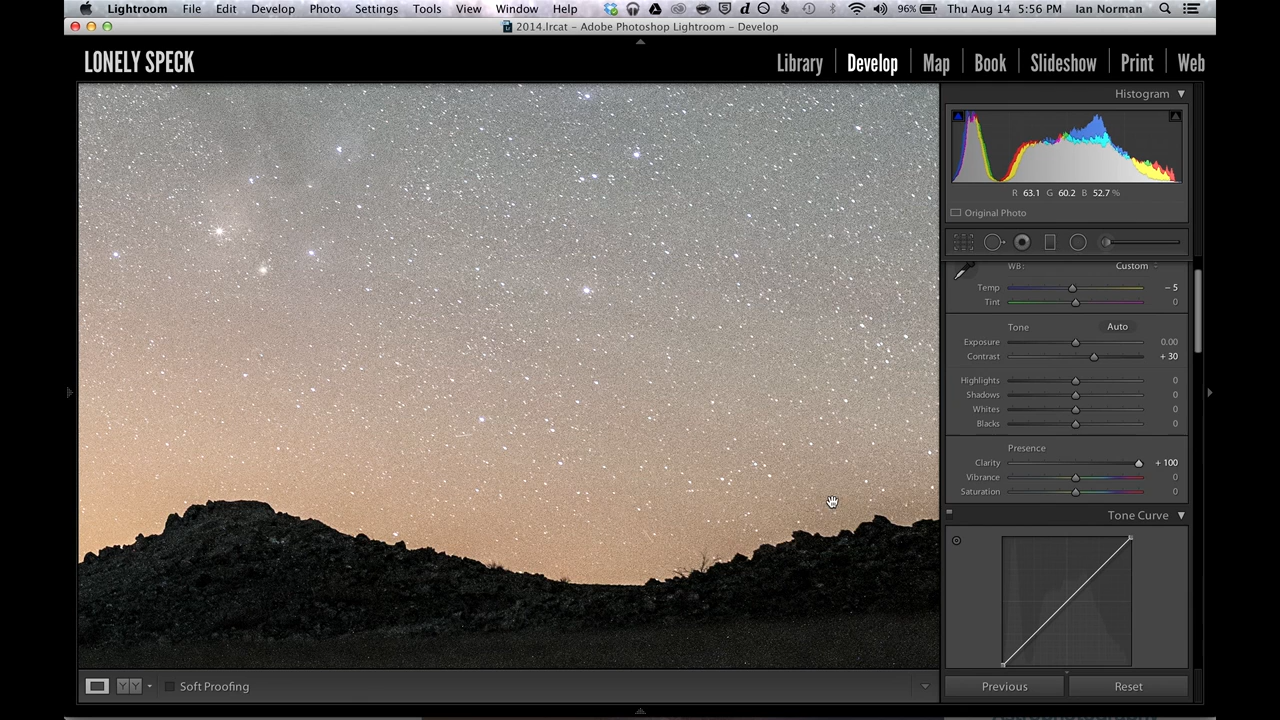 Lightroom File Edit Develop Photo Settings Tools View Window Help 96% Thu Aug 14 5:56 PM Ian Norman
2014.lrcat - Adobe Photoshop Lightroom - Develop
LONELY SPECK
Library Develop Map Book Slideshow Print Web
Histogram
R 63.1 G 60.2 B 52.7 %
Original Photo
WB: Custom
Temp - 5
Tint 0
Tone Auto
Exposure 0.00
Contrast + 30
Highlights 0
Shadows 0
Whites 0
Blacks 0
Presence
Clarity + 100
Vibrance 0
Saturation 0
Tone Curve
Y Y Soft Proofing
Previous Reset